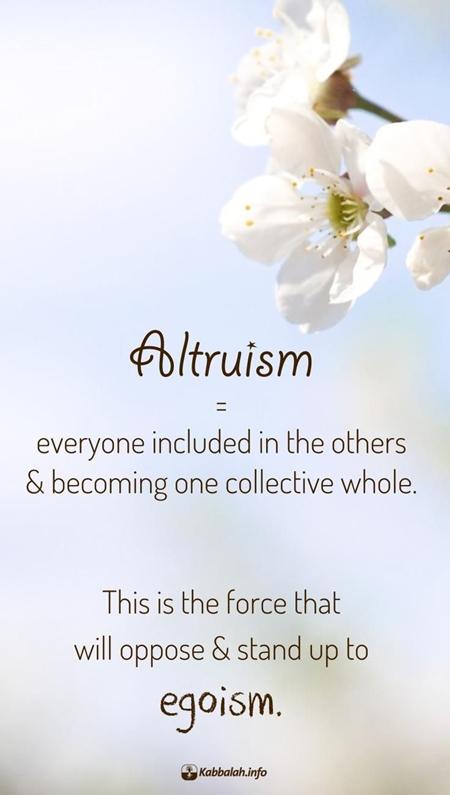 Altruism
=
everyone included in the others
& becoming one collective whole.
This is the force that
will oppose & stand up to
egoism.
Kabbalah.info